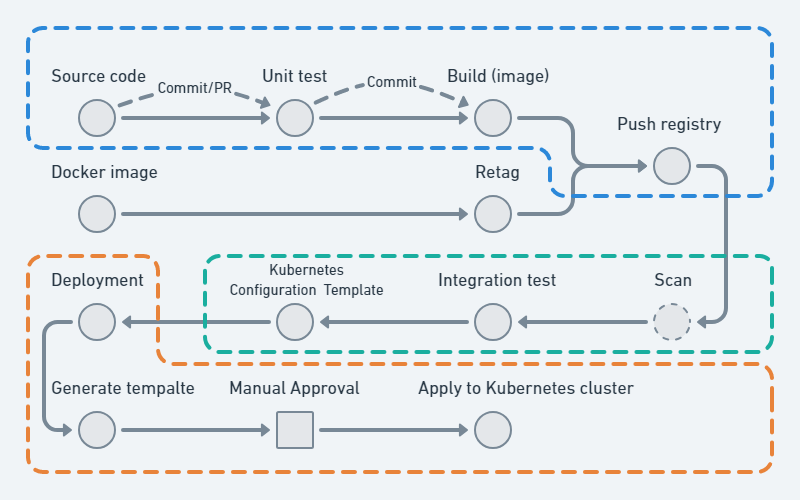 Source code
Commit/PR
Unit test
Commit
Build (image)
Push registry
Docker image
Retag
Deployment
Kubernetes
Configuration Template
Integration test
Scan
Generate tempalte
Manual Approval
Apply to Kubernetes cluster